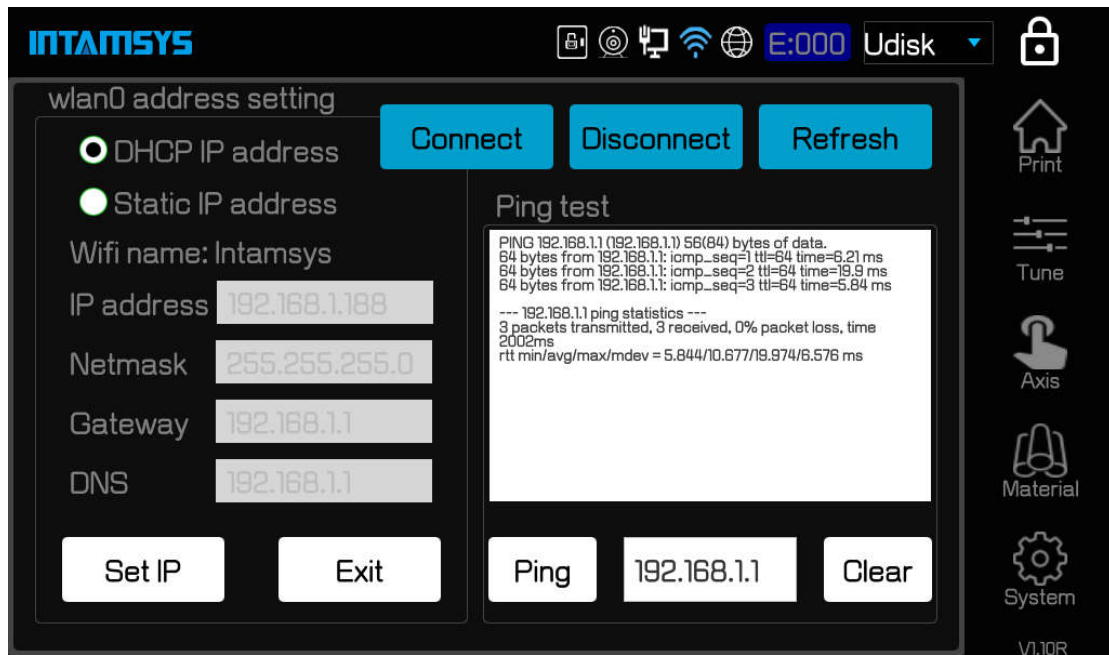 INTAMSYS
E:000 Udisk
wlan0 address setting
Connect Disconnect Refresh
DHCP IP address
Static IP address
Wifi name: Intamsys
IP address 192.168.1.188
Netmask 255.255.255.0
Gateway 192.168.1.1
DNS 192.168.1.1
Set IP Exit
Ping test
PING 192.168.1.1 (192.168.1.1) 56(84) bytes of data.
64 bytes from 192.168.1.1: icmp_seq=1 ttl=64 time=6.21 ms
64 bytes from 192.168.1.1: icmp_seq=2 ttl=64 time=19.9 ms
64 bytes from 192.168.1.1: icmp_seq=3 ttl=64 time=5.84 ms
--- 192.168.1.1 ping statistics ---
3 packets transmitted, 3 received, 0% packet loss, time
2002ms
rtt min/avg/max/mdev = 5.844/10.677/19.974/6.576 ms
Ping 192.168.1.1 Clear
Print
Tune
Axis
Material
System
V1.10R